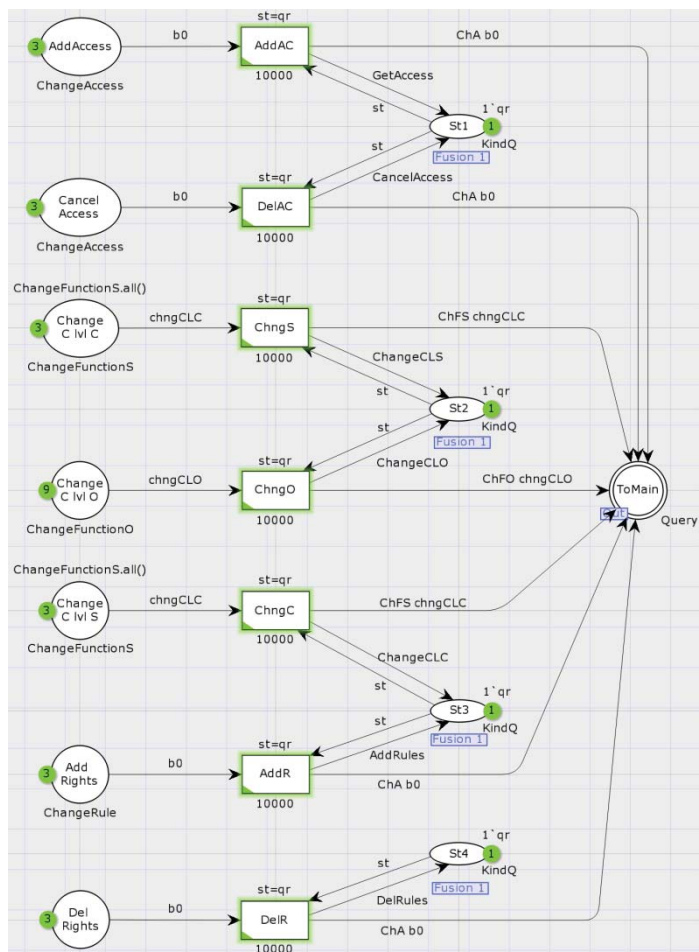 st=qr
b0
ChA b0
3
AddAccess
AddAC
ChangeAccess
10000
GetAccess
st
1`qr
St1
1
KindQ
Fusion 1
st
CancelAccess
st=qr
3
Cancel
Access
b0
DelAC
ChA b0
ChangeAccess
10000
ChangeFunctionS.all()
st=qr
3
Change
C lvl C
chngCLC
ChngS
ChFS chngCLC
ChangeFunctionS
10000
ChangeCLS
st
1`qr
St2
1
KindQ
Fusion 1
st
ChangeCLO
st=qr
9
Change
C lvl O
chngCLO
ChngO
ChFO chngCLO
ToMain
Out
Query
ChangeFunctionO
10000
ChangeFunctionS.all()
st=qr
3
Change
C lvl S
chngCLC
ChngC
ChFS chngCLC
ChangeFunctionS
10000
ChangeCLC
st
1`qr
St3
1
KindQ
Fusion 1
st
AddRules
st=qr
3
Add
Rights
b0
AddR
ChA b0
ChangeRule
10000
1`qr
St4
1
KindQ
Fusion 1
st
DelRules
st=qr
3
Del
Rights
b0
DelR
ChA b0
10000